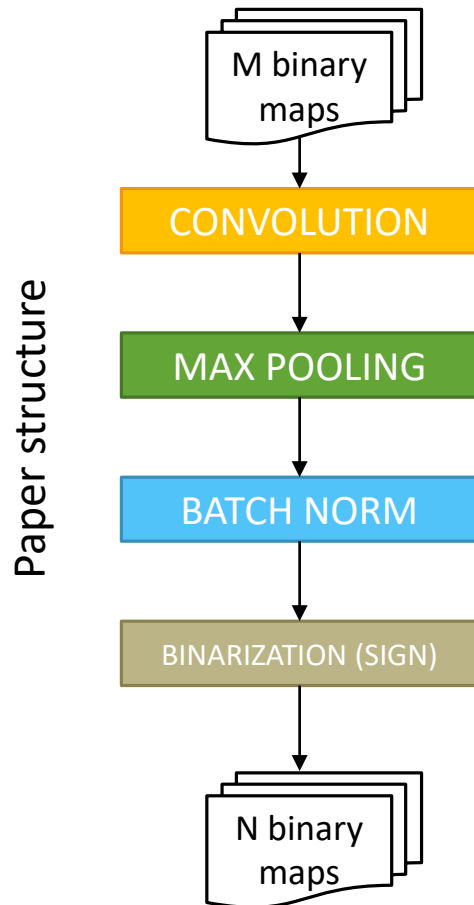 M binary
maps
CONVOLUTION
MAX POOLING
BATCH NORM
BINARIZATION (SIGN)
N binary
maps
Paper structure